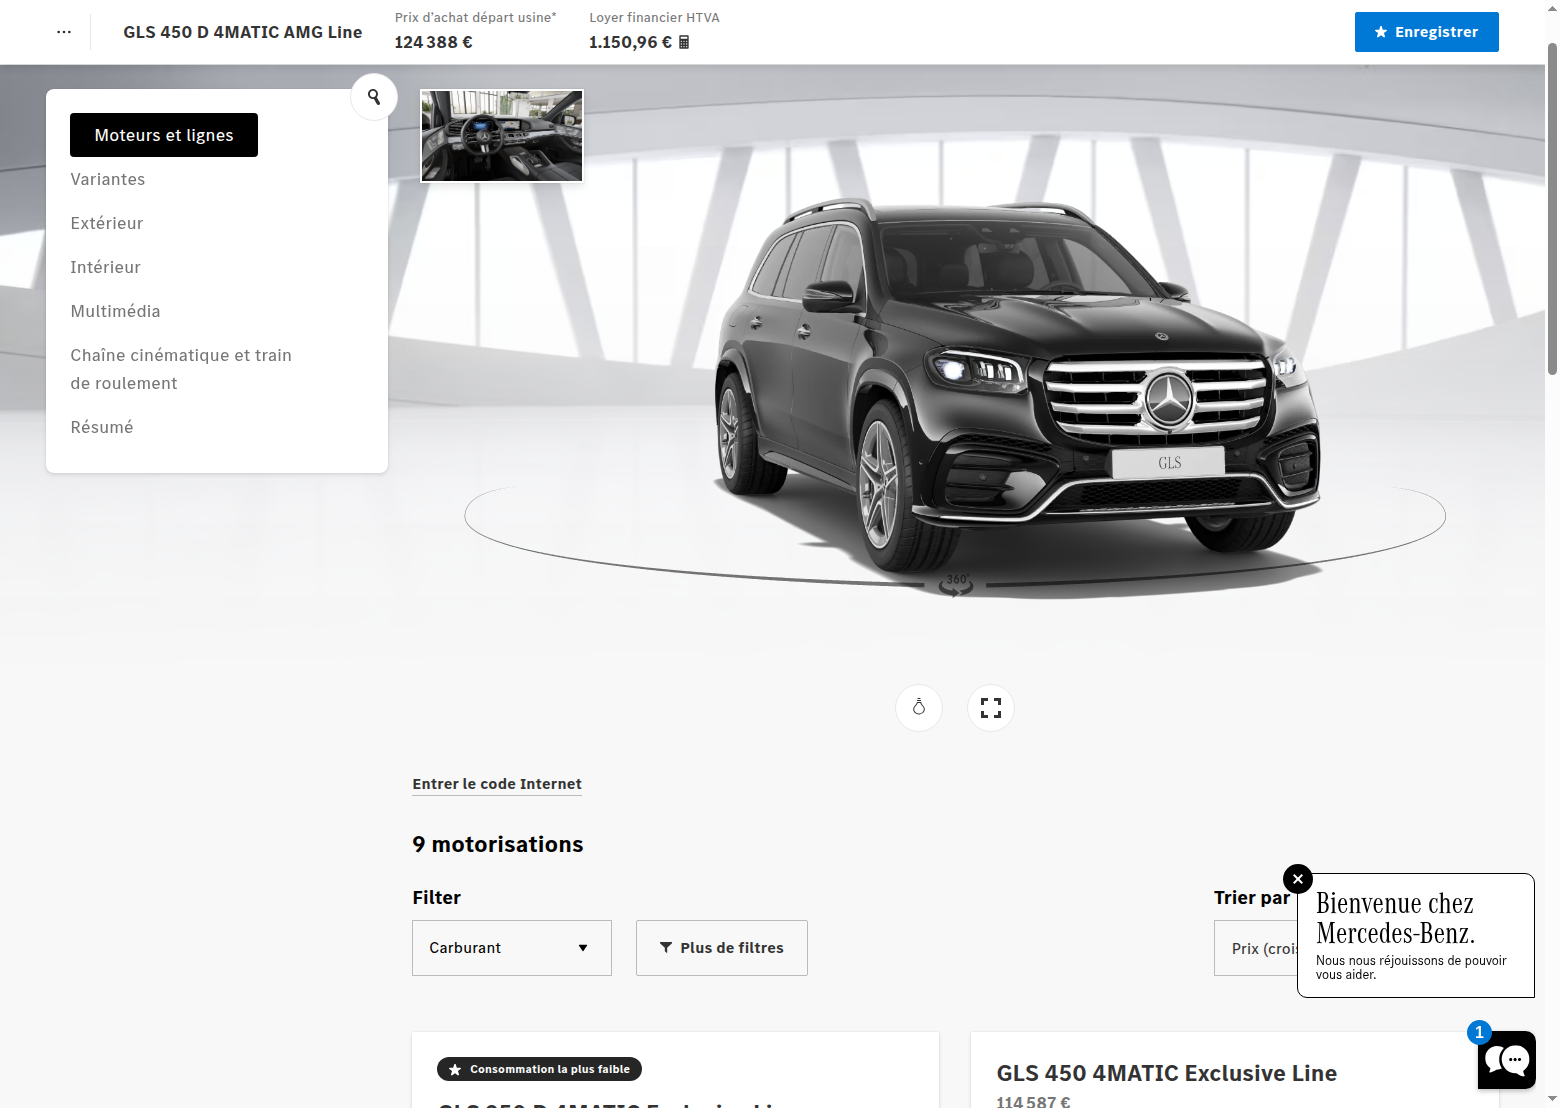 ...
GLS 450 D 4MATIC AMG Line
Prix d'achat départ usine*
124 388 €
Loyer financier HTVA
1.150,96 €
Enregistrer
Moteurs et lignes
Variantes
Extérieur
Intérieur
Multimédia
Chaîne cinématique et train
de roulement
Résumé
GLS
360°
Entrer le code Internet
9 motorisations
Filter
Trier par
Carburant
Plus de filtres
Prix (crois
Bienvenue chez
Mercedes-Benz.
Nous nous réjouissons de pouvoir
vous aider.
1
Consommation la plus faible
GLS 450 4MATIC Exclusive Line
114 587 €